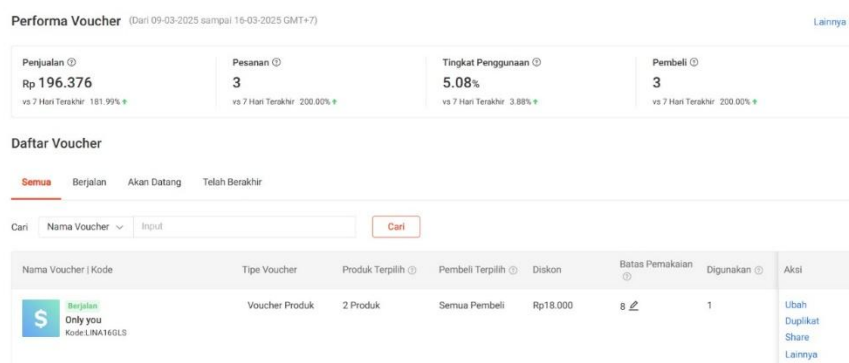 Performa Voucher (Dari 09-03-2025 sampai 16-03-2025 GMT+7) Lainnya
Penjualan Pesanan Tingkat Penggunaan Pembeli
Rp 196.376 3 5.08% 3
vs 7 Hari Terakhir 181.99% vs 7 Hari Terakhir 200.00% vs 7 Hari Terakhir 3.88% vs 7 Hari Terakhir 200.00%
Daftar Voucher
Semua Berjalan Akan Datang Telah Berakhir
Cari Nama Voucher Input Cari
Nama Voucher | Kode Tipe Voucher Produk Terpilih Pembeli Terpilih Diskon Batas Pemakaian Digunakan Aksi
$ Berjalan Voucher Produk 2 Produk Semua Pembeli Rp18.000 8 1 Ubah
Only you Duplikat
Kode:LINA16GLS Share
Lainnya